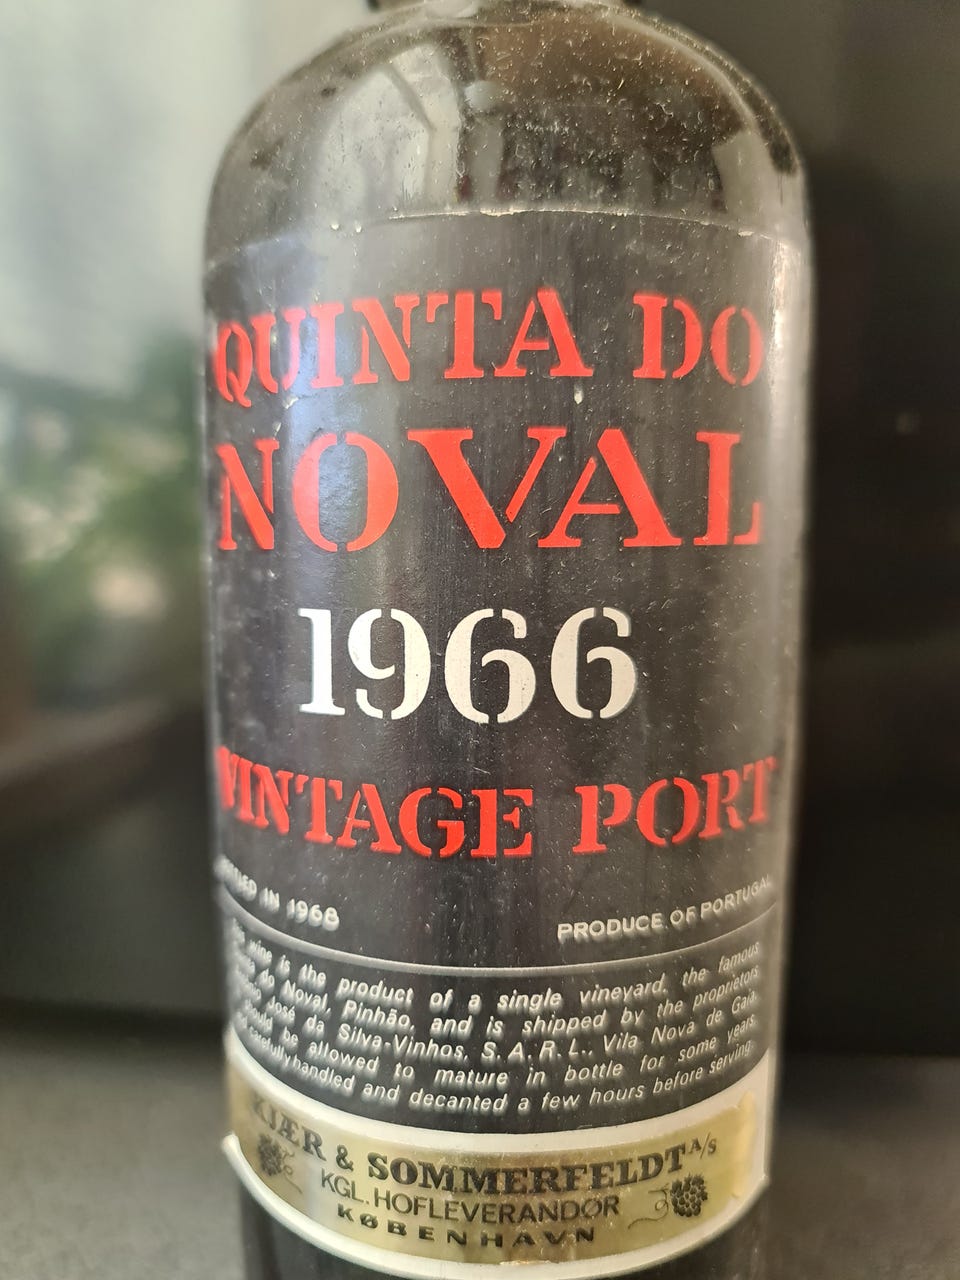 QUINTA DO
NOVAL
1966
VINTAGE PORT
IN 1968
PRODUCE OF PORTUGAL
wine is the product of a single vineyard, the famous
do Noval, Pinhão, and is shipped by the proprietors
José da Silva-Vinhos, S.A.R.L., Vila Nova de Gaia.
should be allowed to mature in bottle for some years,
carefully handled and decanted a few hours before serving.
KJÆR & SOMMERFELDT A/S
KGL. HOFLEVERANDØR
KØBENHAVN